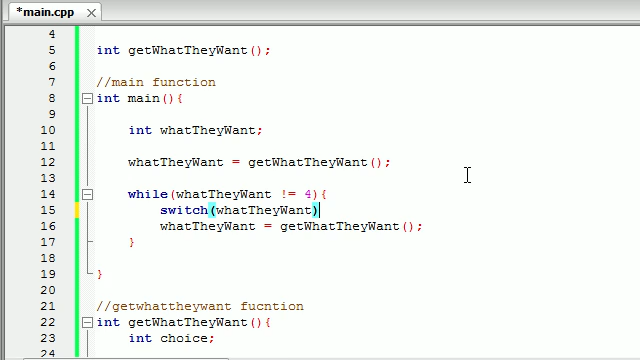 *main.cpp
4
5 int getWhatTheyWant();
6
7 //main function
8 int main(){
9
10 int whatTheyWant;
11
12 whatTheyWant = getWhatTheyWant();
13
14 while(whatTheyWant != 4){
15 switch(whatTheyWant)
16 whatTheyWant = getWhatTheyWant();
17 }
18
19 }
20
21 //getwhattheywant fucntion
22 int getWhatTheyWant(){
23 int choice;
24